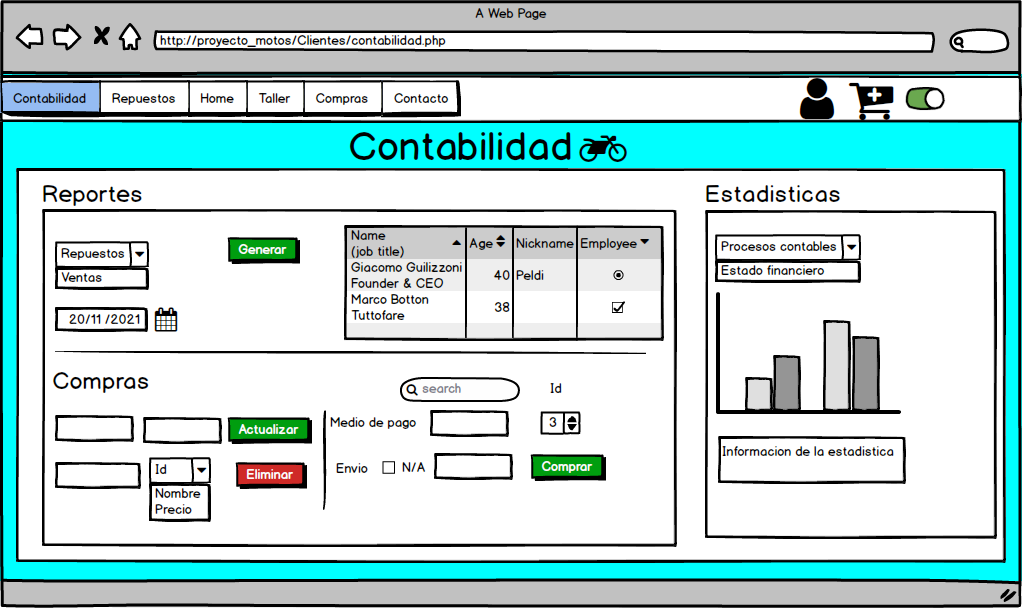 A Web Page
http://proyecto_motos/Clientes/contabilidad.php
Contabilidad
Repuestos
Home
Taller
Compras
Contacto
Contabilidad
Reportes
Repuestos
Ventas
Generar
20/11/2021
Name
(job title)
Age
Nickname
Employee
Giacomo Guilizzoni
Founder & CEO
40
Peldi
Marco Botton
Tuttofare
38
Compras
search
Id
Actualizar
Medio de pago
3
Id
Nombre
Precio
Eliminar
Envio
N/A
Comprar
Estadisticas
Procesos contables
Estado financiero
Informacion de la estadistica